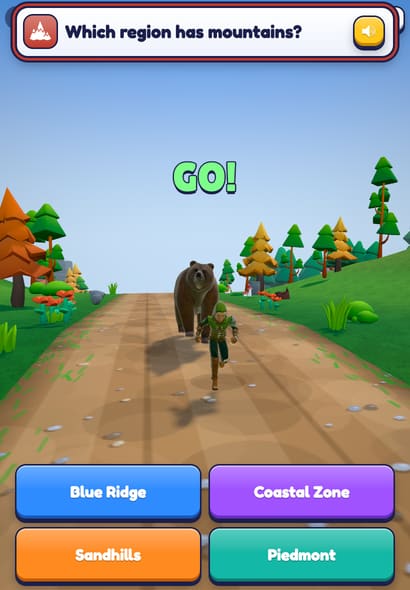 Which region has mountains?
GO!
Blue Ridge
Coastal Zone
Sandhills
Piedmont